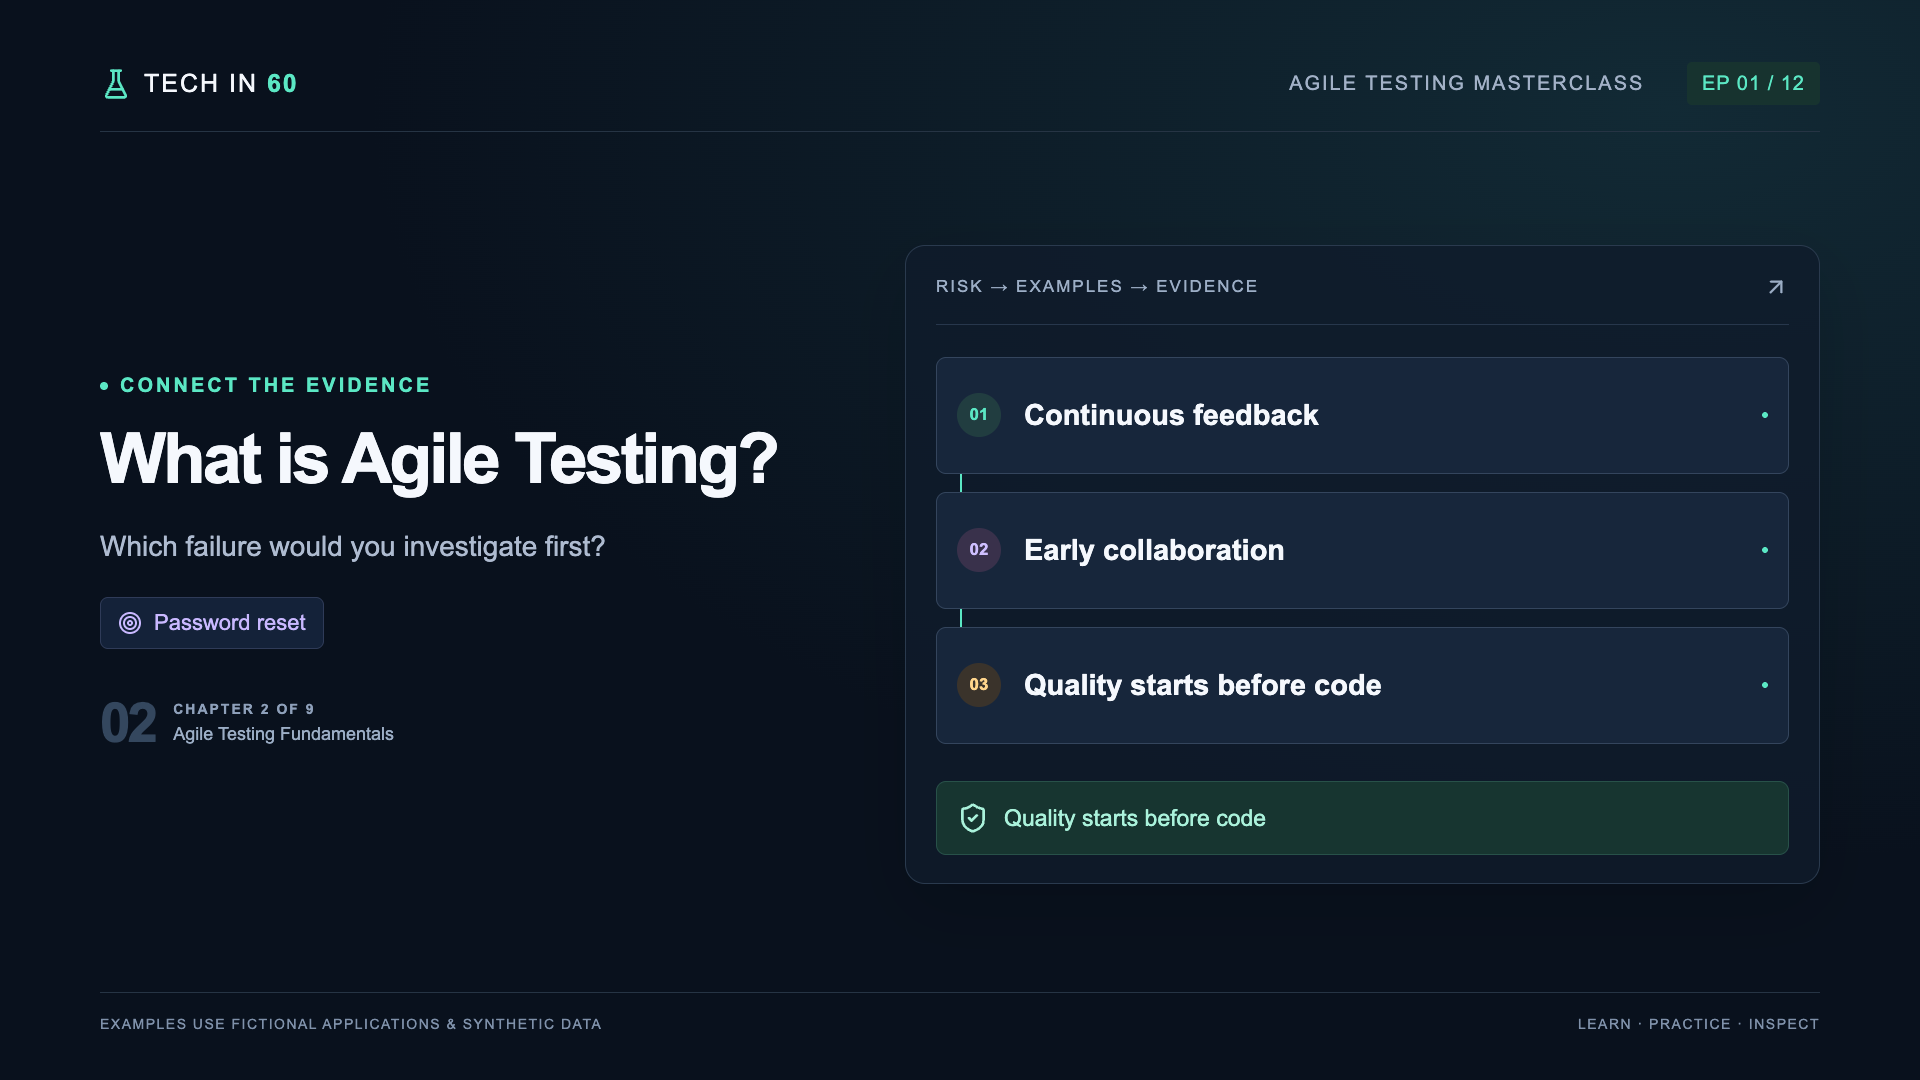 TECH IN 60
AGILE TESTING MASTERCLASS
EP 01 / 12
CONNECT THE EVIDENCE
What is Agile Testing?
Which failure would you investigate first?
Password reset
02
CHAPTER 2 OF 9
Agile Testing Fundamentals
RISK → EXAMPLES → EVIDENCE
01 Continuous feedback
02 Early collaboration
03 Quality starts before code
Quality starts before code
EXAMPLES USE FICTIONAL APPLICATIONS & SYNTHETIC DATA
LEARN · PRACTICE · INSPECT